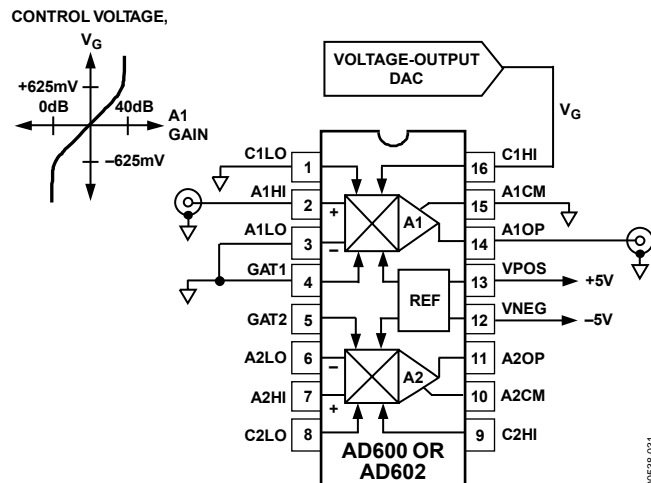 CONTROL VOLTAGE,
VG
+625mV
0dB
40dB
A1
GAIN
–625mV
VOLTAGE-OUTPUT
DAC
VG
C1LO
1
16
C1HI
A1HI
2
+
A1
15
A1CM
A1LO
3
–
14
A1OP
GAT1
4
REF
13
VPOS
+5V
GAT2
5
12
VNEG
–5V
A2LO
6
–
A2
11
A2OP
A2HI
7
+
10
A2CM
C2LO
8
9
C2HI
AD600 OR
AD602
00538-031